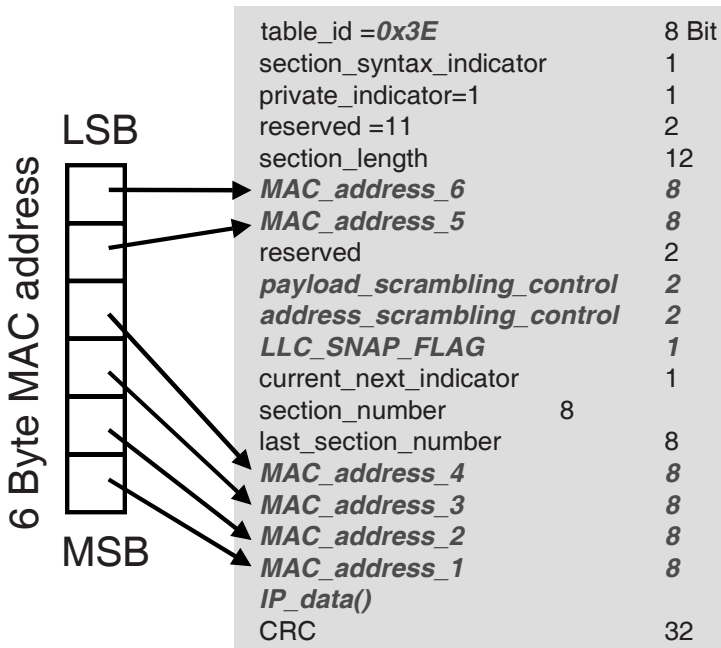 6 Byte MAC address
LSB
MSB
table_id =0x3E 8 Bit
section_syntax_indicator 1
private_indicator=1 1
reserved =11 2
section_length 12
MAC_address_6 8
MAC_address_5 8
reserved 2
payload_scrambling_control 2
address_scrambling_control 2
LLC_SNAP_FLAG 1
current_next_indicator 1
section_number 8
last_section_number 8
MAC_address_4 8
MAC_address_3 8
MAC_address_2 8
MAC_address_1 8
IP_data()
CRC 32